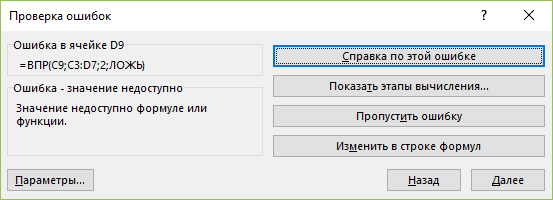 Проверка ошибок
Ошибка в ячейке D9
=ВПР(C9;C3:D7;2;ЛОЖЬ)
Ошибка - значение недоступно
Значение недоступно формуле или
функции.
Справка по этой ошибке
Показать этапы вычисления...
Пропустить ошибку
Изменить в строке формул
Параметры...
Назад
Далее